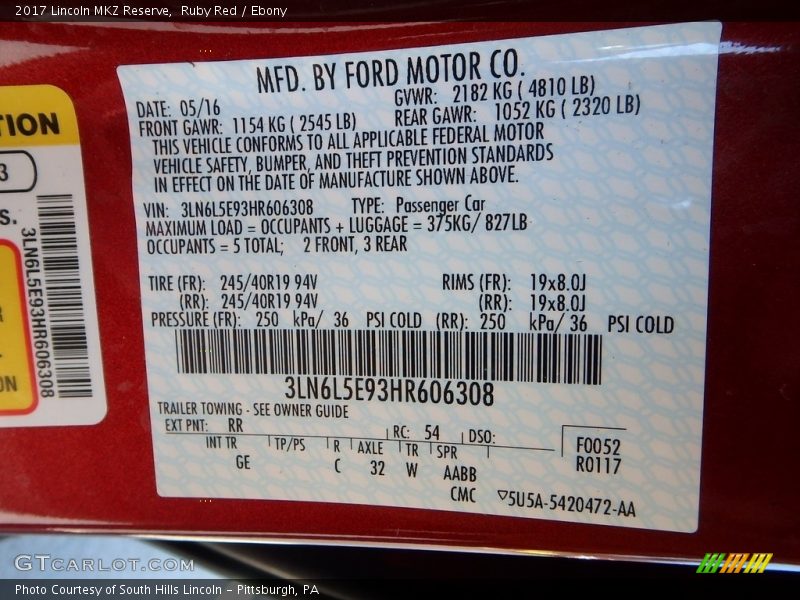 2017 Lincoln MKZ Reserve, Ruby Red / Ebony
MFD. BY FORD MOTOR CO.
DATE: 05/16
GVWR: 2182 KG ( 4810 LB)
FRONT GAWR: 1154 KG ( 2545 LB)
REAR GAWR: 1052 KG ( 2320 LB)
THIS VEHICLE CONFORMS TO ALL APPLICABLE FEDERAL MOTOR
VEHICLE SAFETY, BUMPER, AND THEFT PREVENTION STANDARDS
IN EFFECT ON THE DATE OF MANUFACTURE SHOWN ABOVE.
VIN: 3LN6L5E93HR606308 TYPE: Passenger Car
MAXIMUM LOAD = OCCUPANTS + LUGGAGE = 375KG/ 827LB
OCCUPANTS = 5 TOTAL; 2 FRONT, 3 REAR
TIRE (FR): 245/40R19 94V RIMS (FR): 19x8.0J
(RR): 245/40R19 94V (RR): 19x8.0J
PRESSURE (FR): 250 kPa/ 36 PSI COLD (RR): 250 kPa/ 36 PSI COLD
3LN6L5E93HR606308
TRAILER TOWING - SEE OWNER GUIDE
EXT PNT: RR RC: 54 DSO:
INT TR TP/PS R AXLE TR SPR
GE C 32 W AABB
CMC
F0052
R0117
5U5A-5420472-AA
TION
3
S.
3LN6L5E93HR606308
R
ON
GTCARLOT.COM
Photo Courtesy of South Hills Lincoln - Pittsburgh, PA